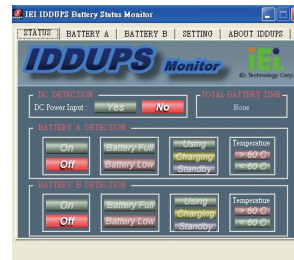 IEI IDDUPS Battery Status Monitor
STATUS BATTERY A BATTERY B SETTING ABOUT IDDUPS
IDDUPS Monitor iEi
IEI Technology Corp.
DC DETECTION TOTAL BATTERY TIME
DC Power Input : Yes No None
BATTERY A DETECTION
On Battery Full Using Temperature
Charging > 60 C
Off Battery Low Standby < 60 C
BATTERY B DETECTION
On Battery Full Using Temperature
Charging > 60 C
Off Battery Low Standby < 60 C